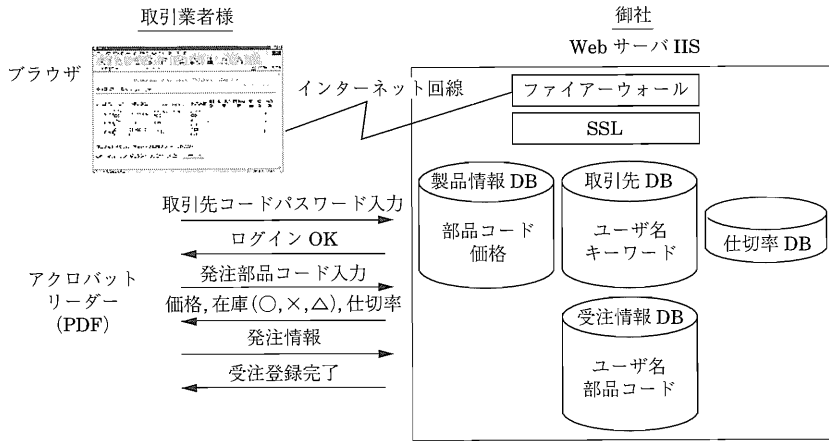 取引業者様
御社
Web サーバ IIS
ブラウザ
インターネット回線
ファイアーウォール
SSL
製品情報 DB
部品コード
価格
取引先 DB
ユーザ名
キーワード
仕切率 DB
取引先コードパスワード入力
ログイン OK
発注部品コード入力
価格, 在庫 (○, ×, △), 仕切率
発注情報
受注登録完了
アクロバット
リーダー
(PDF)
受注情報 DB
ユーザ名
部品コード